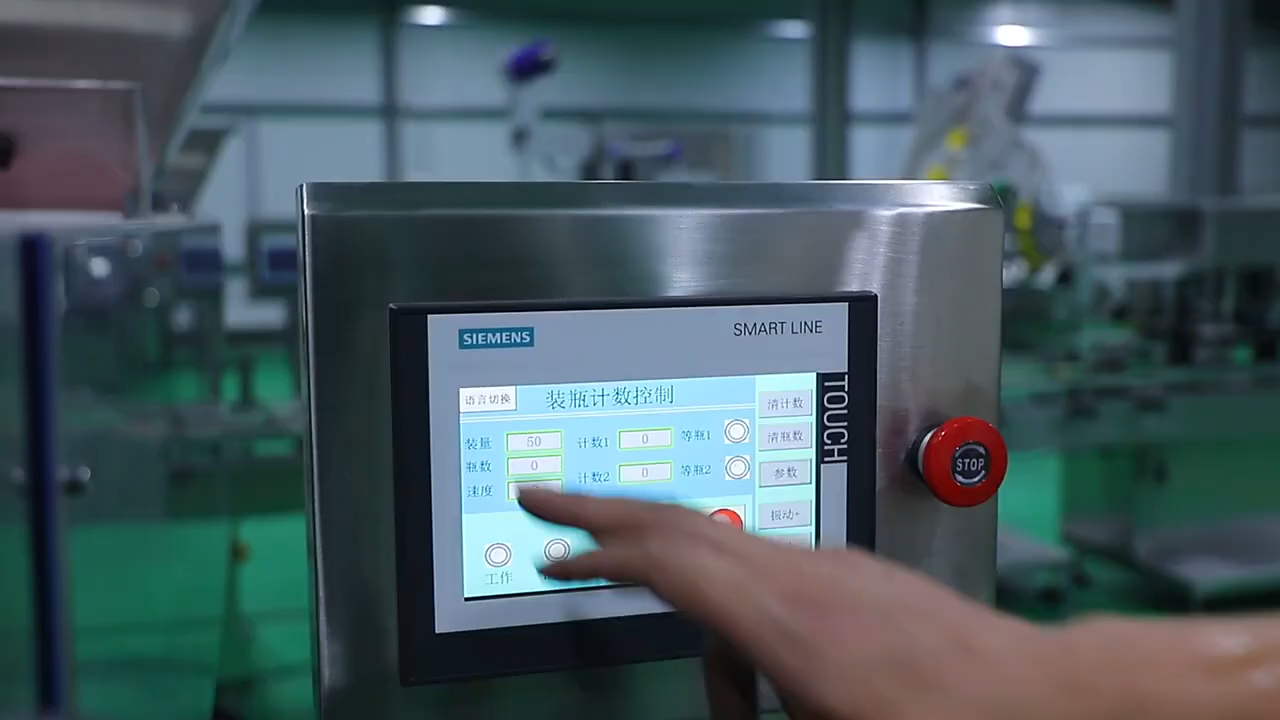 SIEMENS
SMART LINE
TOUCH
语言切换
装瓶计数控制
清计数
装量 50 计数1 0 等瓶1
清瓶数
瓶数 0 计数2 0 等瓶2
参数
速度
振动+
工作
STOP